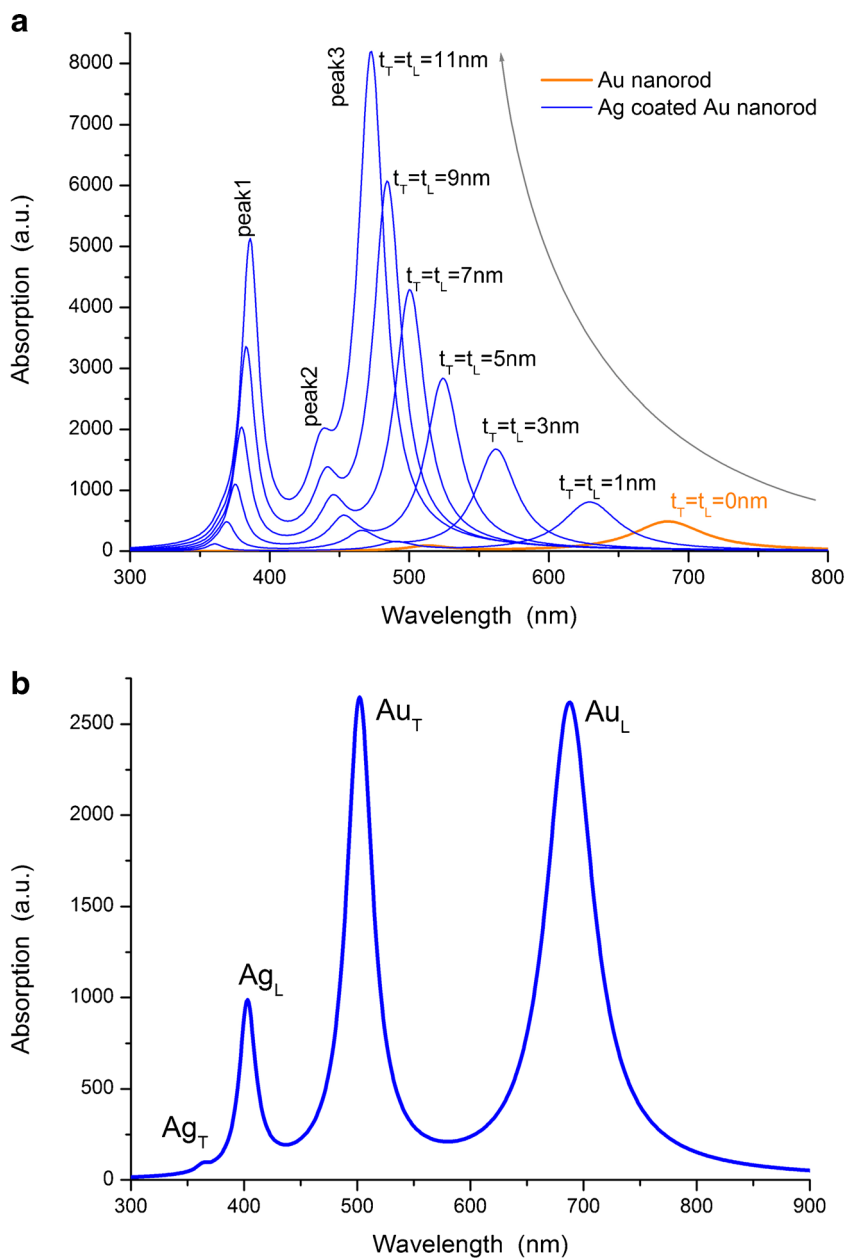 a
8000
7000
6000
5000
4000
3000
2000
1000
0
Absorption (a.u.)
peak1
peak2
peak3
tT=tL=11nm
tT=tL=9nm
tT=tL=7nm
tT=tL=5nm
tT=tL=3nm
tT=tL=1nm
tT=tL=0nm
Au nanorod
Ag coated Au nanorod
300 400 500 600 700 800
Wavelength (nm)
b
2500
2000
1500
1000
500
0
Absorption (a.u.)
AgT
AgL
AuT
AuL
300 400 500 600 700 800 900
Wavelength (nm)